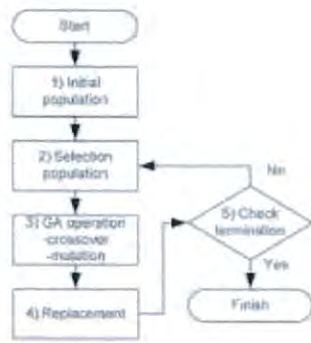 Start
1) Initial
population
2) Selection
population
3) GA operation
-crossover
-mutation
4) Replacement
No
5) Check
termination
Yes
Finish